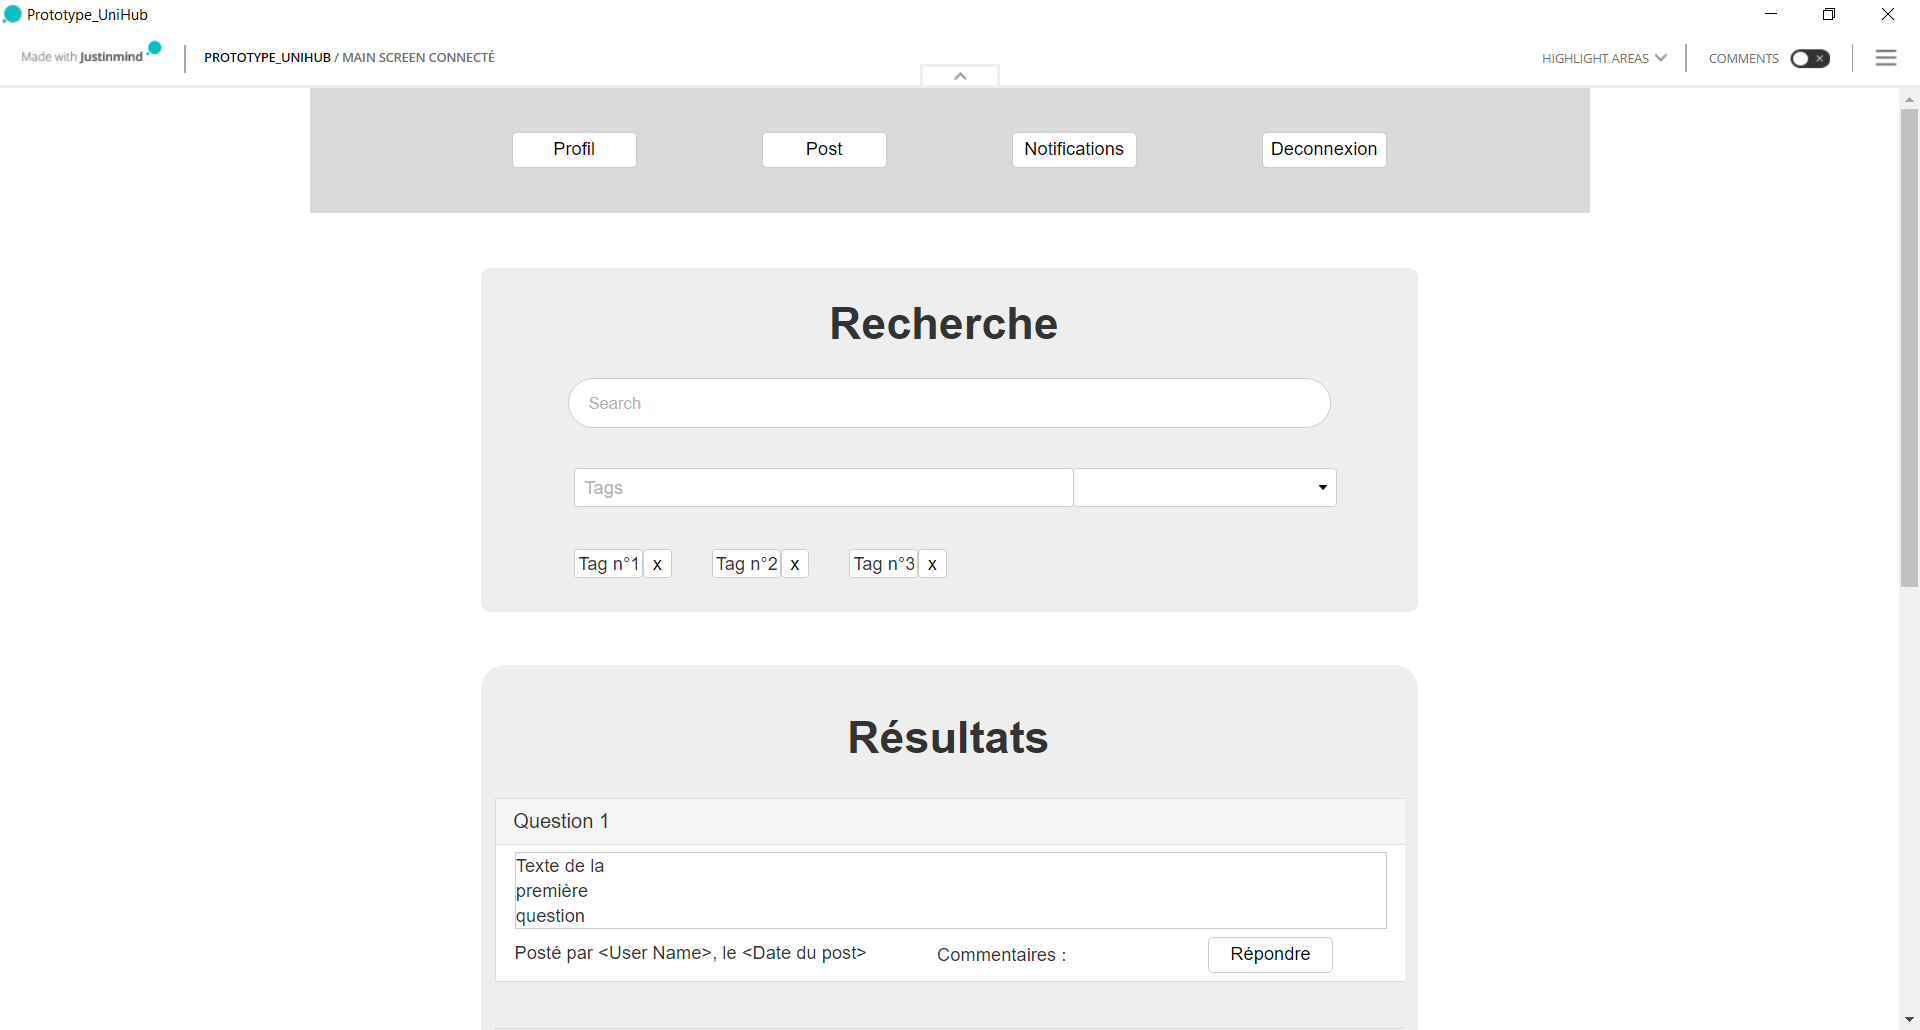 Prototype_UniHub
Made with Justinmind
PROTOTYPE_UNIHUB / MAIN SCREEN CONNECTÉ
HIGHLIGHT AREAS
COMMENTS
Profil
Post
Notifications
Deconnexion
Recherche
Search
Tags
Tag n°1 x
Tag n°2 x
Tag n°3 x
Résultats
Question 1
Texte de la
première
question
Posté par <User Name>, le <Date du post>
Commentaires :
Répondre